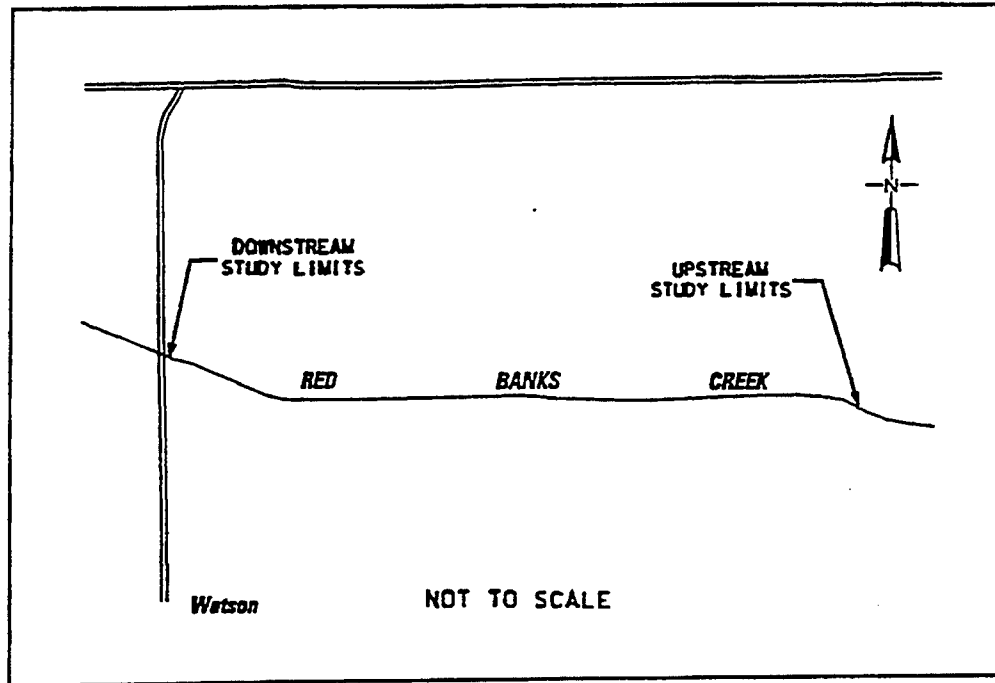 N
DOWNSTREAM
STUDY LIMITS
UPSTREAM
STUDY LIMITS
RED BANKS CREEK
Watson
NOT TO SCALE